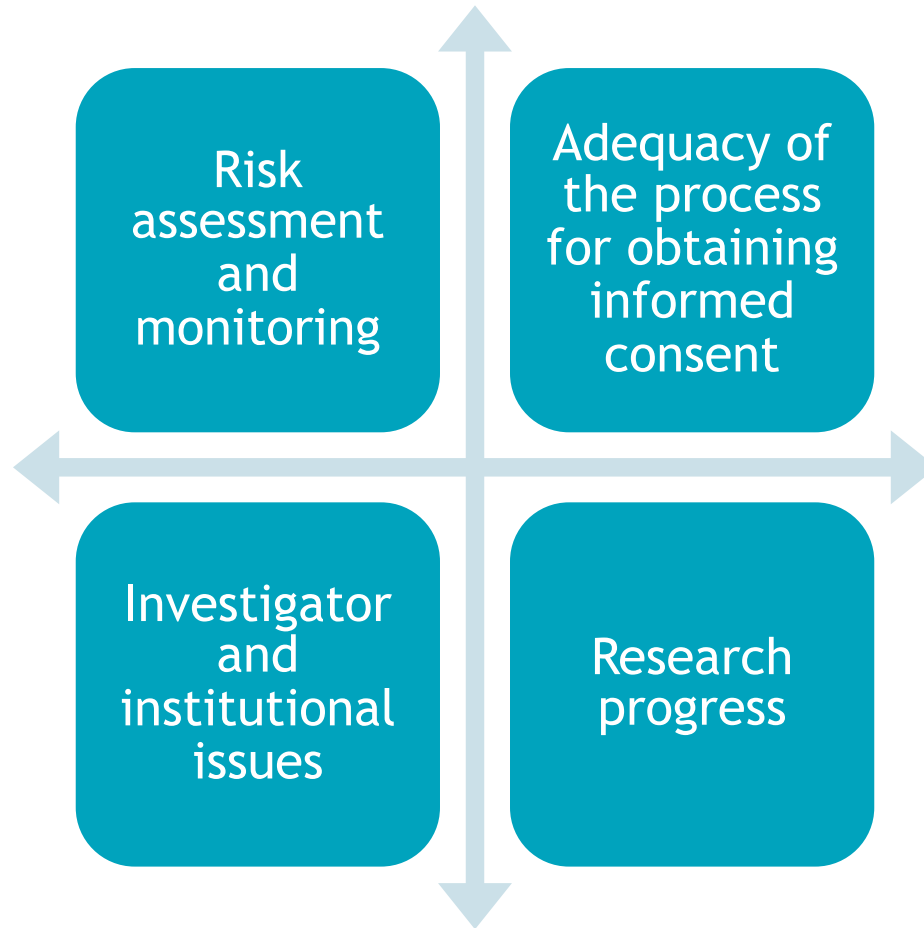 Risk
assessment
and
monitoring
Adequacy of
the process
for obtaining
informed
consent
Investigator
and
institutional
issues
Research
progress